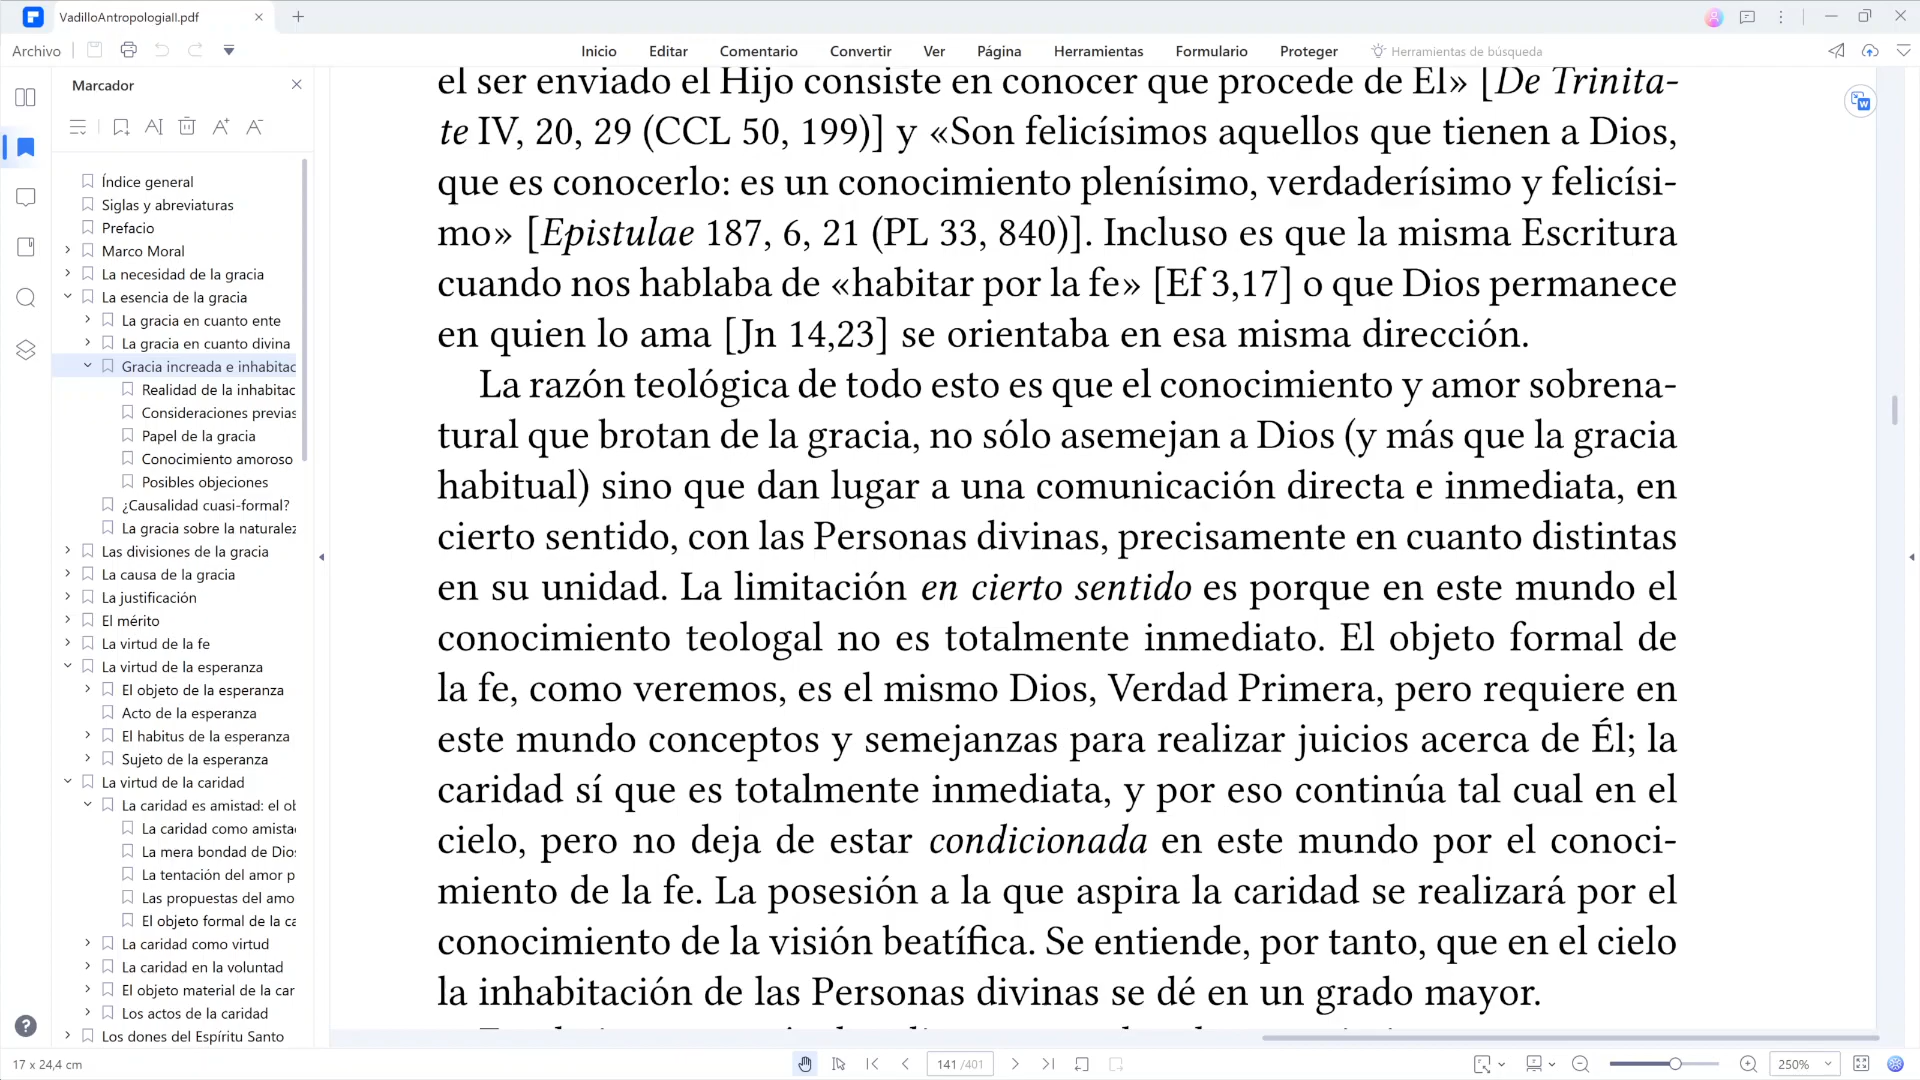 VadilloAntropologiaII.pdf
Archivo
Inicio
Editar
Comentario
Convertir
Ver
Página
Herramientas
Formulario
Proteger
Herramientas de búsqueda
Marcador
Índice general
Siglas y abreviaturas
Prefacio
Marco Moral
La necesidad de la gracia
La esencia de la gracia
La gracia en cuanto ente
La gracia en cuanto divina
Gracia increada e inhabitac
Realidad de la inhabitac
Consideraciones previas
Papel de la gracia
Conocimiento amoroso
Posibles objeciones
¿Causalidad cuasi-formal?
La gracia sobre la naturalez
Las divisiones de la gracia
La causa de la gracia
La justificación
El mérito
La virtud de la fe
La virtud de la esperanza
El objeto de la esperanza
Acto de la esperanza
El habitus de la esperanza
Sujeto de la esperanza
La virtud de la caridad
La caridad es amistad: el ob
La caridad como amista
La mera bondad de Dio
La tentación del amor p
Las propuestas del amo
El objeto formal de la ca
La caridad como virtud
La caridad en la voluntad
El objeto material de la car
Los actos de la caridad
Los dones del Espíritu Santo
el ser enviado el Hijo consiste en conocer que procede de Él» [De Trinita-
te IV, 20, 29 (CCL 50, 199)] y «Son felicísimos aquellos que tienen a Dios,
que es conocerlo: es un conocimiento plenísimo, verdaderísimo y felicísi-
mo» [Epistulae 187, 6, 21 (PL 33, 840)]. Incluso es que la misma Escritura
cuando nos hablaba de «habitar por la fe» [Ef 3,17] o que Dios permanece
en quien lo ama [Jn 14,23] se orientaba en esa misma dirección.
La razón teológica de todo esto es que el conocimiento y amor sobrena-
tural que brotan de la gracia, no sólo asemejan a Dios (y más que la gracia
habitual) sino que dan lugar a una comunicación directa e inmediata, en
cierto sentido, con las Personas divinas, precisamente en cuanto distintas
en su unidad. La limitación en cierto sentido es porque en este mundo el
conocimiento teologal no es totalmente inmediato. El objeto formal de
la fe, como veremos, es el mismo Dios, Verdad Primera, pero requiere en
este mundo conceptos y semejanzas para realizar juicios acerca de Él; la
caridad sí que es totalmente inmediata, y por eso continúa tal cual en el
cielo, pero no deja de estar condicionada en este mundo por el conoci-
miento de la fe. La posesión a la que aspira la caridad se realizará por el
conocimiento de la visión beatífica. Se entiende, por tanto, que en el cielo
la inhabitación de las Personas divinas se dé en un grado mayor.
17 x 24,4 cm
141 /401
250%